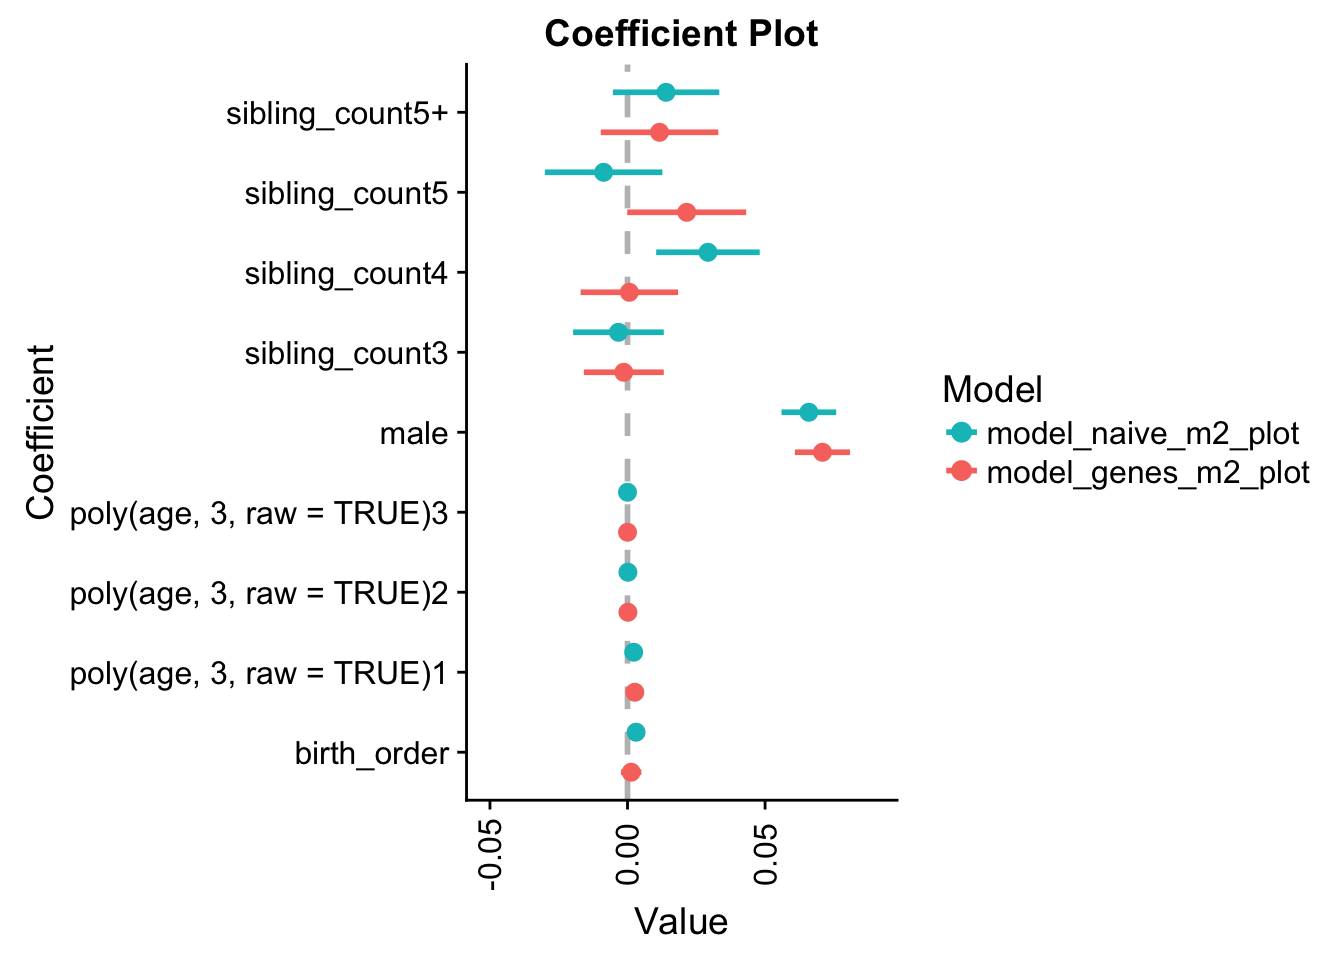 Coefficient Plot
Coefficient
sibling_count5+
sibling_count5
sibling_count4
sibling_count3
male
poly(age, 3, raw = TRUE)3
poly(age, 3, raw = TRUE)2
poly(age, 3, raw = TRUE)1
birth_order
-0.05
0.00
0.05
Value
Model
model_naive_m2_plot
model_genes_m2_plot